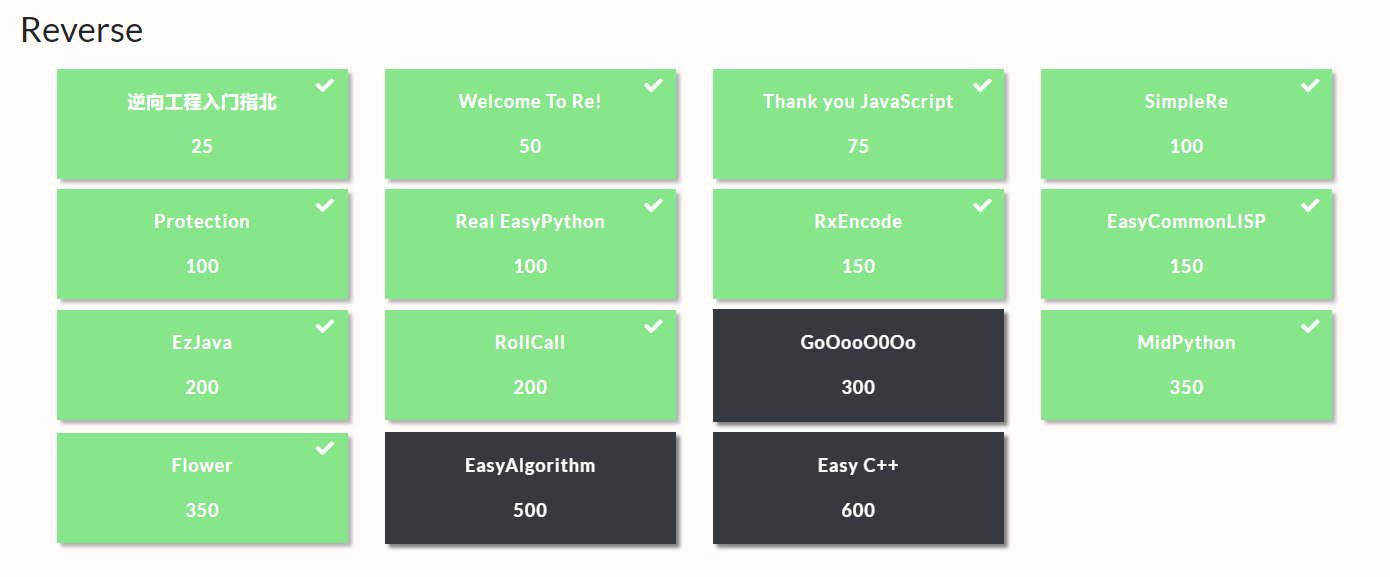 Reverse
逆向工程入门指北
25
Welcome To Re!
50
Thank you JavaScript
75
SimpleRe
100
Protection
100
Real EasyPython
100
RxEncode
150
EasyCommonLISP
150
EzJava
200
RollCall
200
GoOooO0Oo
300
MidPython
350
Flower
350
EasyAlgorithm
500
Easy C++
600